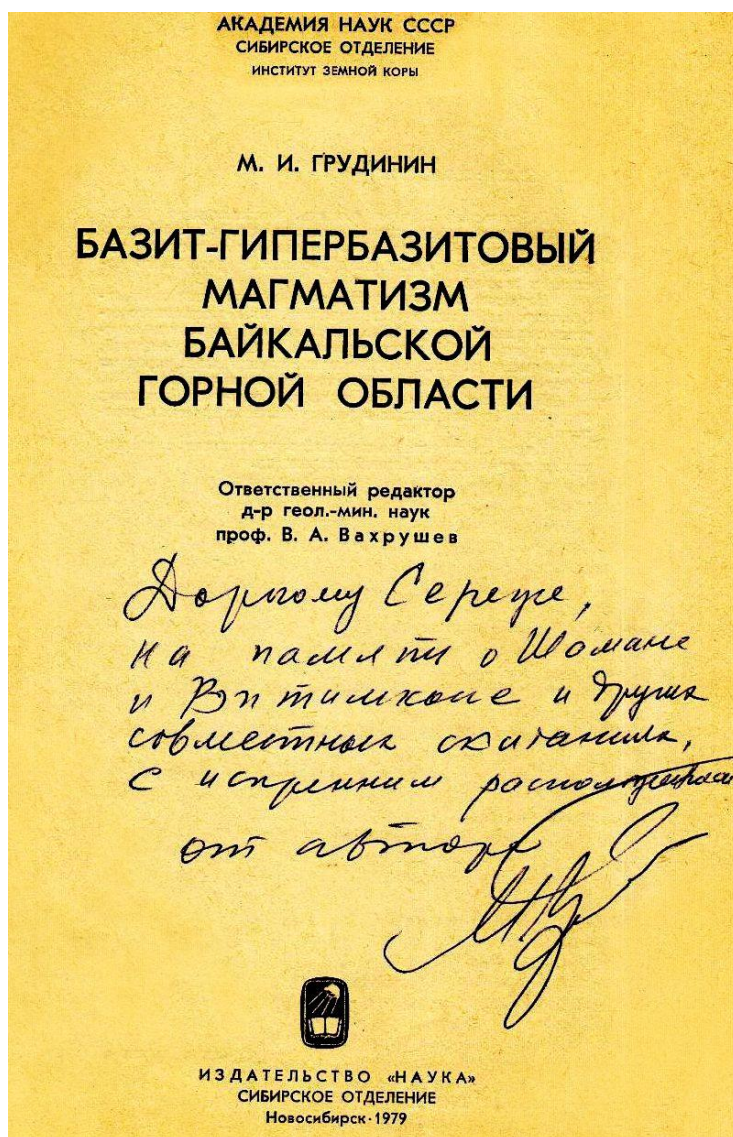 АКАДЕМИЯ НАУК СССР
СИБИРСКОЕ ОТДЕЛЕНИЕ
ИНСТИТУТ ЗЕМНОЙ КОРЫ
М. И. ГРУДИНИН
БАЗИТ-ГИПЕРБАЗИТОВЫЙ
МАГМАТИЗМ
БАЙКАЛЬСКОЙ
ГОРНОЙ ОБЛАСТИ
Ответственный редактор
д-р геол.-мин. наук
проф. В. А. Вахрушев
Дорогому Сереже,
на память о Шамане
и и других
совместных скитаниях,
с искренним расположением
от автора
ИЗДАТЕЛЬСТВО «НАУКА»
СИБИРСКОЕ ОТДЕЛЕНИЕ
Новосибирск · 1979